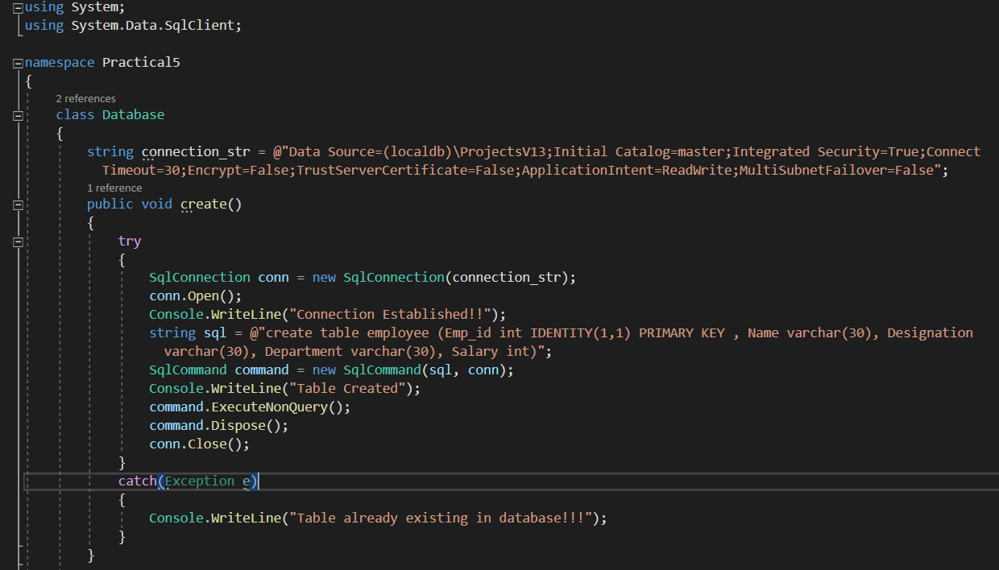 using System;
using System.Data.SqlClient;
namespace Practical5
{
2 references
class Database
{
string connection_str = @"Data Source=(localdb)\ProjectsV13;Initial Catalog=master;Integrated Security=True;Connect
Timeout=30;Encrypt=False;TrustServerCertificate=False;ApplicationIntent=ReadWrite;MultiSubnetFailover=False";
1 reference
public void create()
{
try
{
SqlConnection conn = new SqlConnection(connection_str);
conn.Open();
Console.WriteLine("Connection Established!!");
string sql = @"create table employee (Emp_id int IDENTITY(1,1) PRIMARY KEY , Name varchar(30), Designation
varchar(30), Department varchar(30), Salary int)";
SqlCommand command = new SqlCommand(sql, conn);
Console.WriteLine("Table Created");
command.ExecuteNonQuery();
command.Dispose();
conn.Close();
}
catch(Exception e)
{
Console.WriteLine("Table already existing in database!!!");
}
}